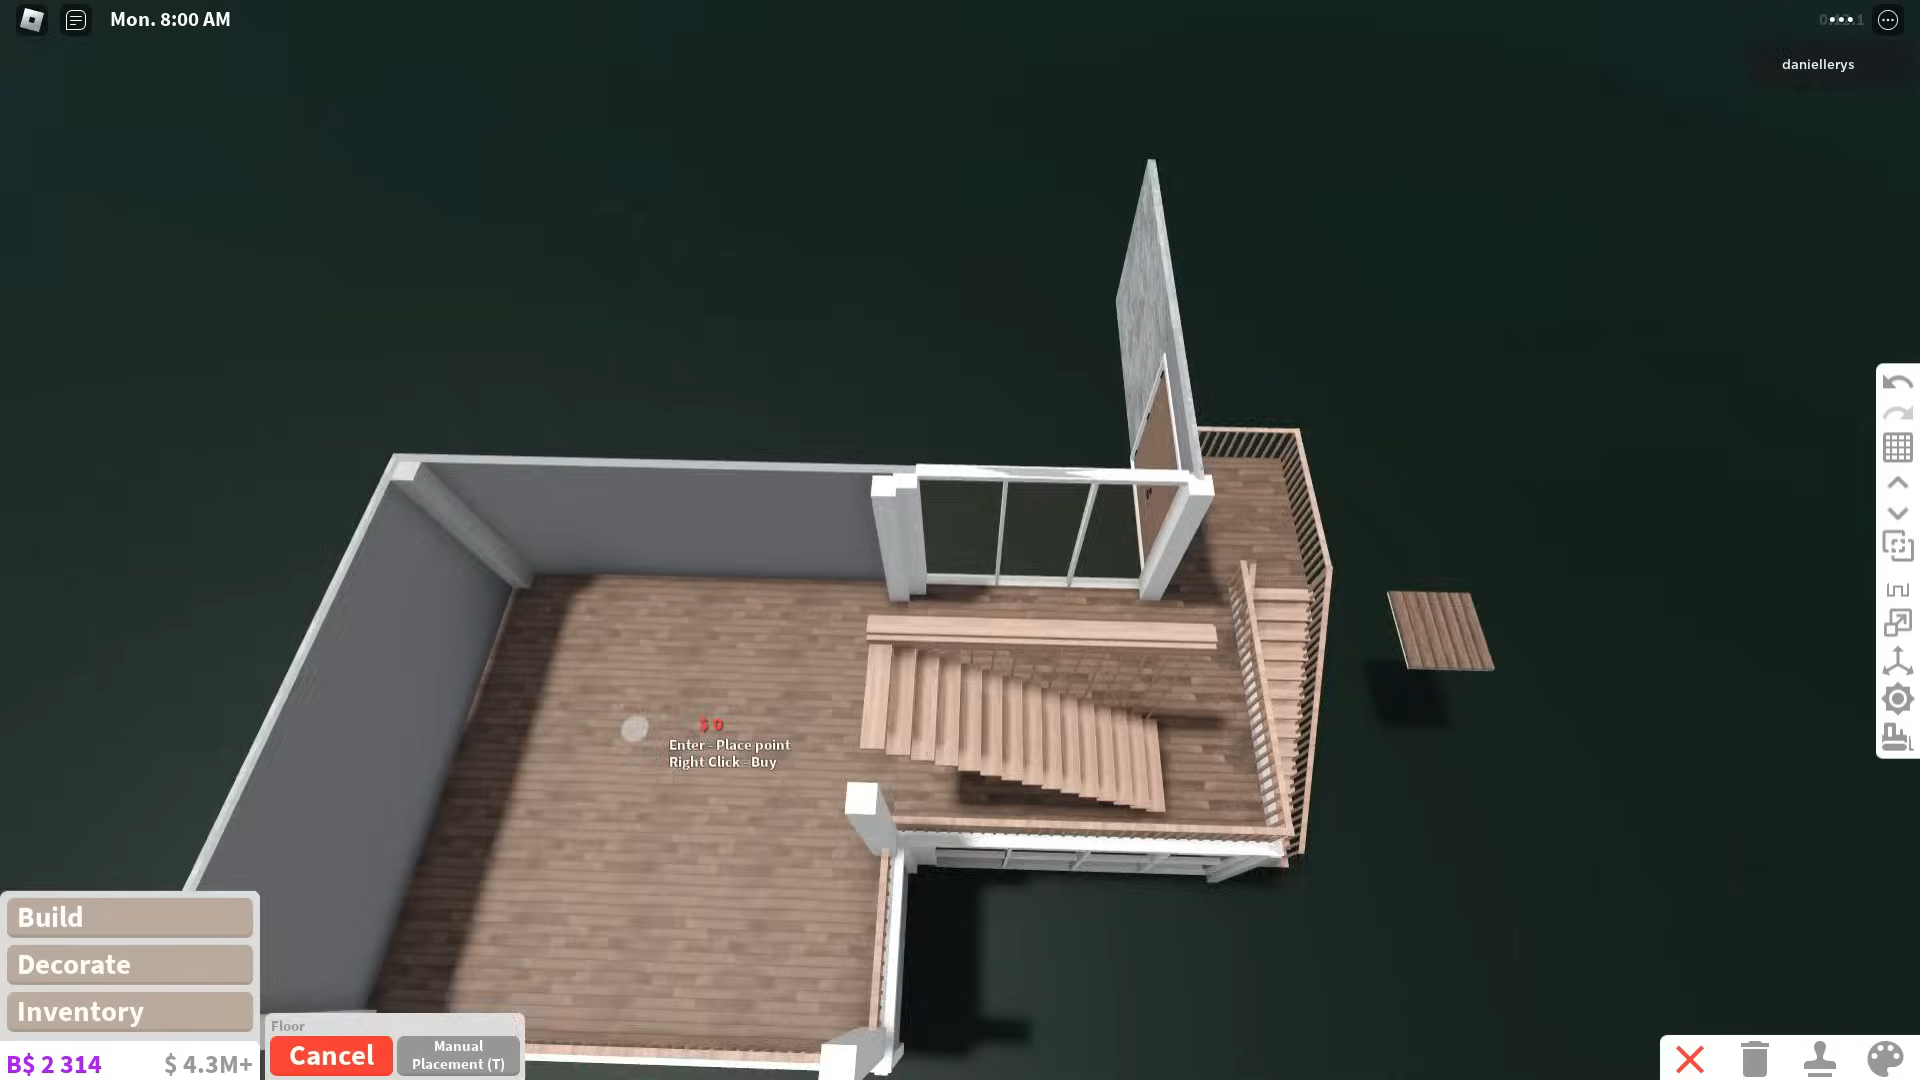 Mon. 8:00 AM
daniellerys
$ 0
Enter - Place point
Right Click - Buy
Build
Decorate
Inventory
B$ 2 314
$ 4.3M+
Floor
Cancel
Manual
Placement (T)